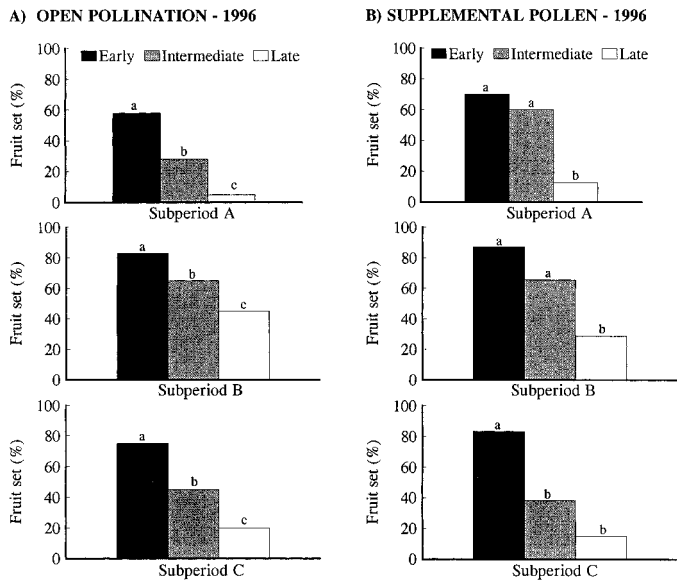 A) OPEN POLLINATION - 1996
Early Intermediate Late
Fruit set (%)
100
80
60
40
20
0
a
b
c
Subperiod A
Fruit set (%)
100
80
60
40
20
0
a
b
c
Subperiod B
Fruit set (%)
100
80
60
40
20
0
a
b
c
Subperiod C
B) SUPPLEMENTAL POLLEN - 1996
Early Intermediate Late
Fruit set (%)
100
80
60
40
20
0
a
a
b
Subperiod A
Fruit set (%)
100
80
60
40
20
0
a
a
b
Subperiod B
Fruit set (%)
100
80
60
40
20
0
a
b
b
Subperiod C